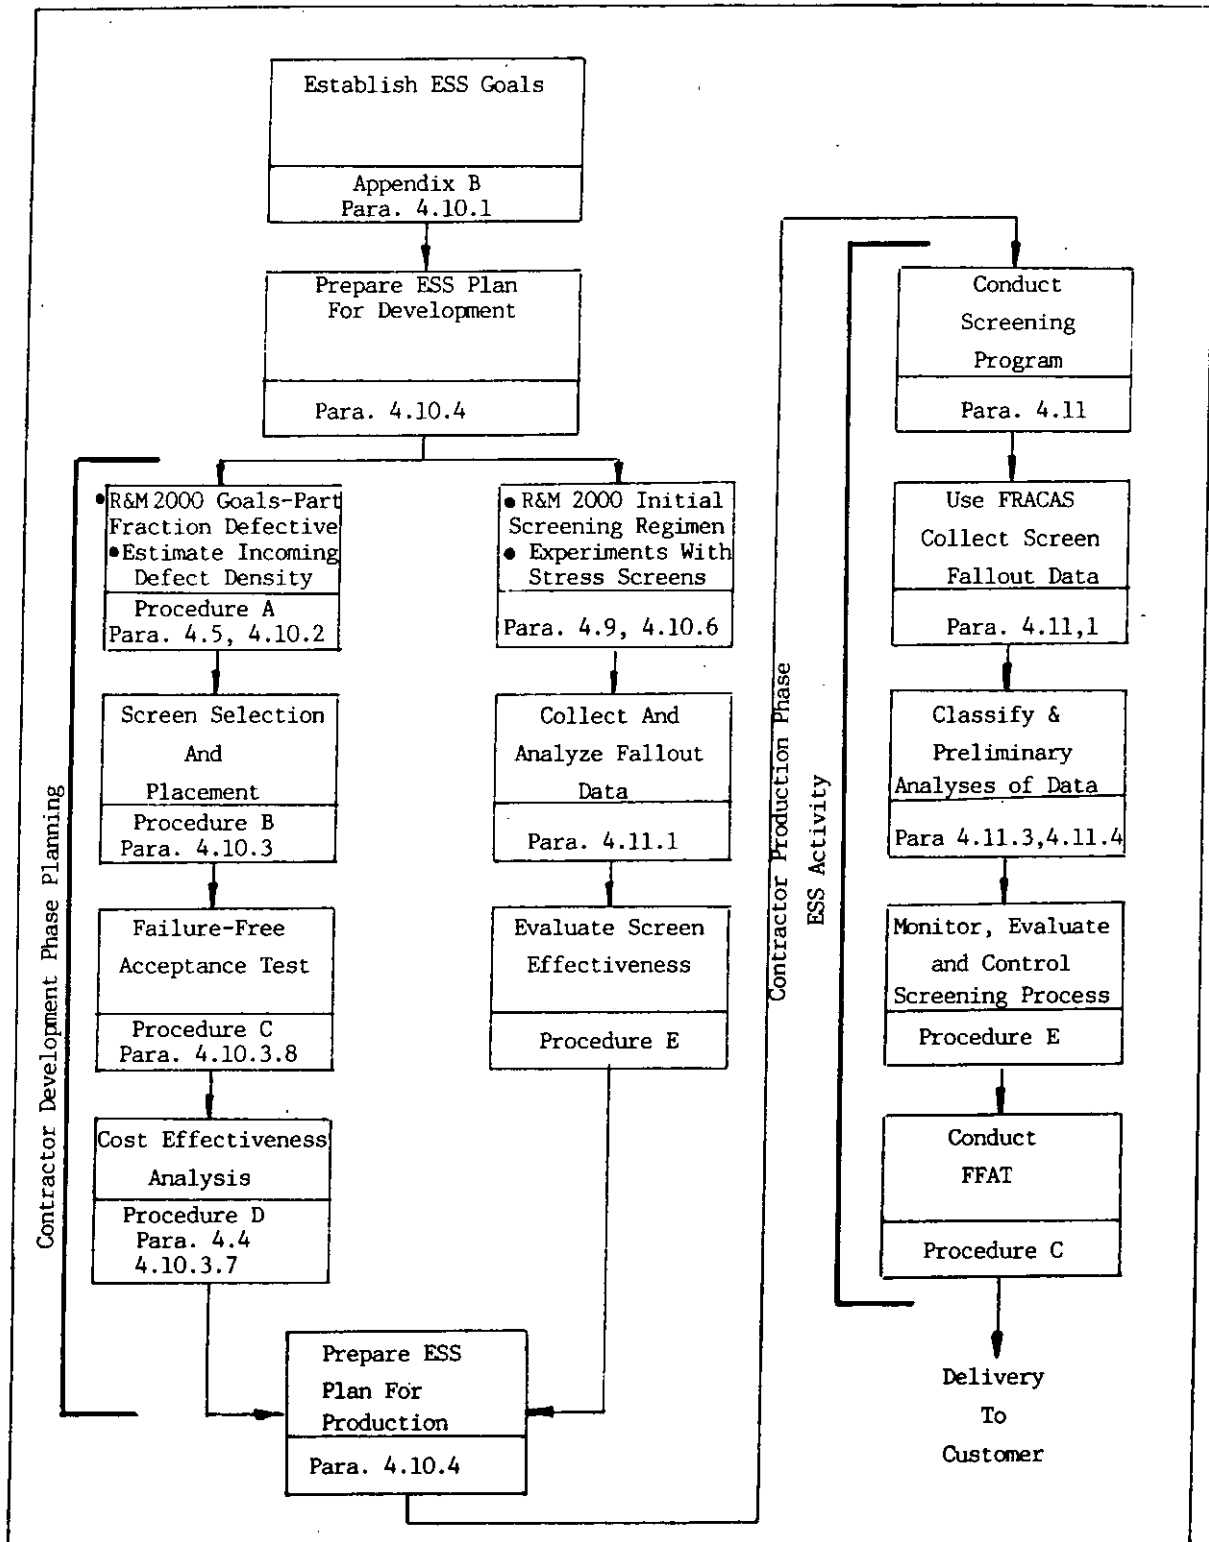 Establish ESS Goals
Appendix B
Para. 4.10.1
Prepare ESS Plan
For Development
Para. 4.10.4
Contractor Development Phase Planning
• R&M 2000 Goals-Part
Fraction Defective
• Estimate Incoming
Defect Density
Procedure A
Para. 4.5, 4.10.2
Screen Selection
And
Placement
Procedure B
Para. 4.10.3
Failure-Free
Acceptance Test
Procedure C
Para. 4.10.3.8
Cost Effectiveness
Analysis
Procedure D
Para. 4.4
4.10.3.7
• R&M 2000 Initial
Screening Regimen
• Experiments With
Stress Screens
Para. 4.9, 4.10.6
Collect And
Analyze Fallout
Data
Para. 4.11.1
Evaluate Screen
Effectiveness
Procedure E
Prepare ESS
Plan For
Production
Para. 4.10.4
Contractor Production Phase
ESS Activity
Conduct
Screening
Program
Para. 4.11
Use FRACAS
Collect Screen
Fallout Data
Para. 4.11,1
Classify &
Preliminary
Analyses of Data
Para 4.11.3,4.11.4
Monitor, Evaluate
and Control
Screening Process
Procedure E
Conduct
FFAT
Procedure C
Delivery
To
Customer